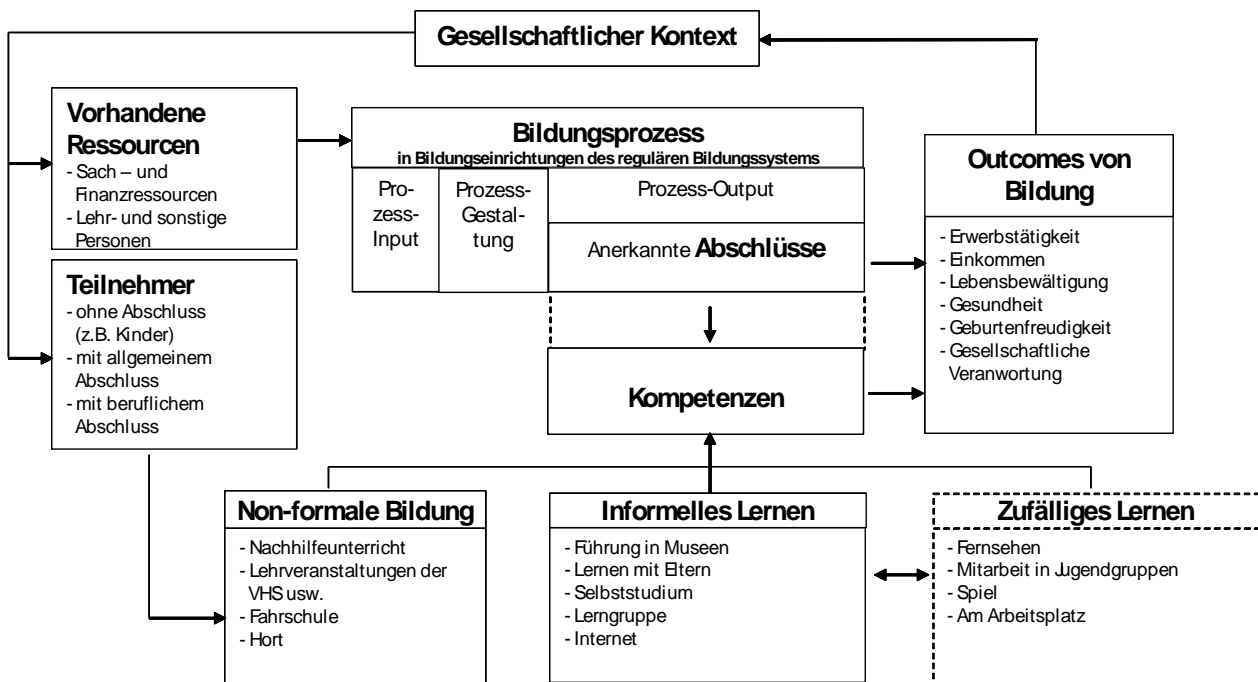 Gesellschaftlicher Kontext
Vorhandene
Ressourcen
- Sach – und
Finanzressourcen
- Lehr- und sonstige
Personen
Teilnehmer
- ohne Abschluss
(z.B. Kinder)
- mit allgemeinem
Abschluss
- mit beruflichem
Abschluss
Bildungsprozess
in Bildungseinrichtungen des regulären Bildungssystems
Pro-
zess-
Input
Prozess-
Gestal-
tung
Prozess-Output
Anerkannte Abschlüsse
Kompetenzen
Outcomes von
Bildung
- Erwerbstätigkeit
- Einkommen
- Lebensbewältigung
- Gesundheit
- Geburtenfreudigkeit
- Gesellschaftliche
Veranwortung
Non-formale Bildung
- Nachhilfeunterricht
- Lehrveranstaltungen der
VHS usw.
- Fahrschule
- Hort
Informelles Lernen
- Führung in Museen
- Lernen mit Eltern
- Selbststudium
- Lerngruppe
- Internet
Zufälliges Lernen
- Fernsehen
- Mitarbeit in Jugendgruppen
- Spiel
- Am Arbeitsplatz